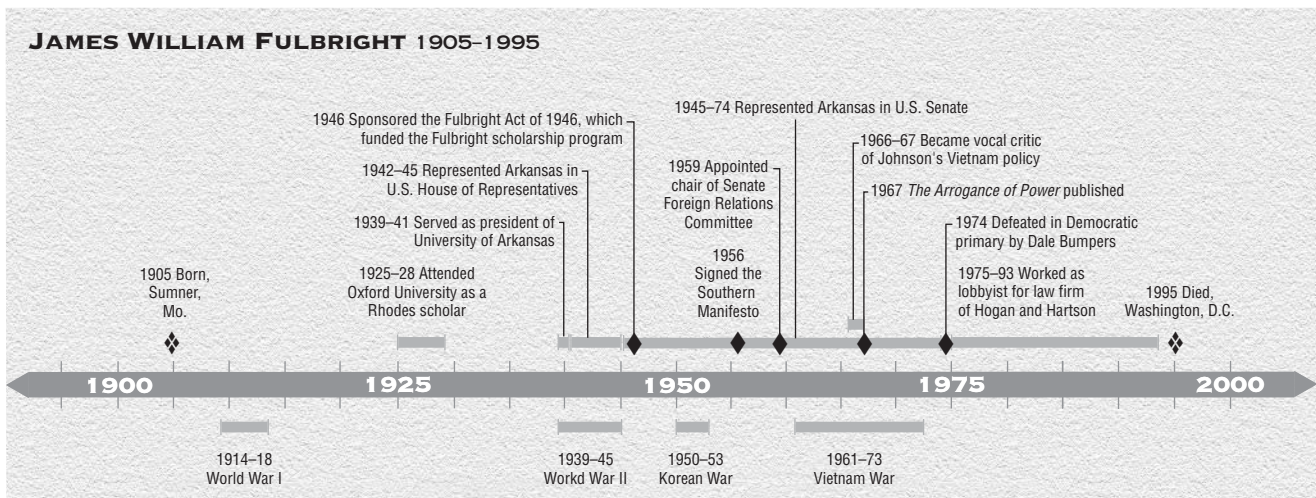 JAMES WILLIAM FULBRIGHT 1905–1995
1945–74 Represented Arkansas in U.S. Senate
1946 Sponsored the Fulbright Act of 1946, which
funded the Fulbright scholarship program
1966–67 Became vocal critic
of Johnson's Vietnam policy
1942–45 Represented Arkansas in
U.S. House of Representatives
1959 Appointed
chair of Senate
Foreign Relations
Committee
1967 The Arrogance of Power published
1939–41 Served as president of
University of Arkansas
1974 Defeated in Democratic
primary by Dale Bumpers
1956
Signed the
Southern
Manifesto
1905 Born,
Sumner,
Mo.
1925–28 Attended
Oxford University as a
Rhodes scholar
1975–93 Worked as
lobbyist for law firm
of Hogan and Hartson
1995 Died,
Washington, D.C.
1900 1925 1950 1975 2000
1914–18
World War I
1939–45
Workd War II
1950–53
Korean War
1961–73
Vietnam War